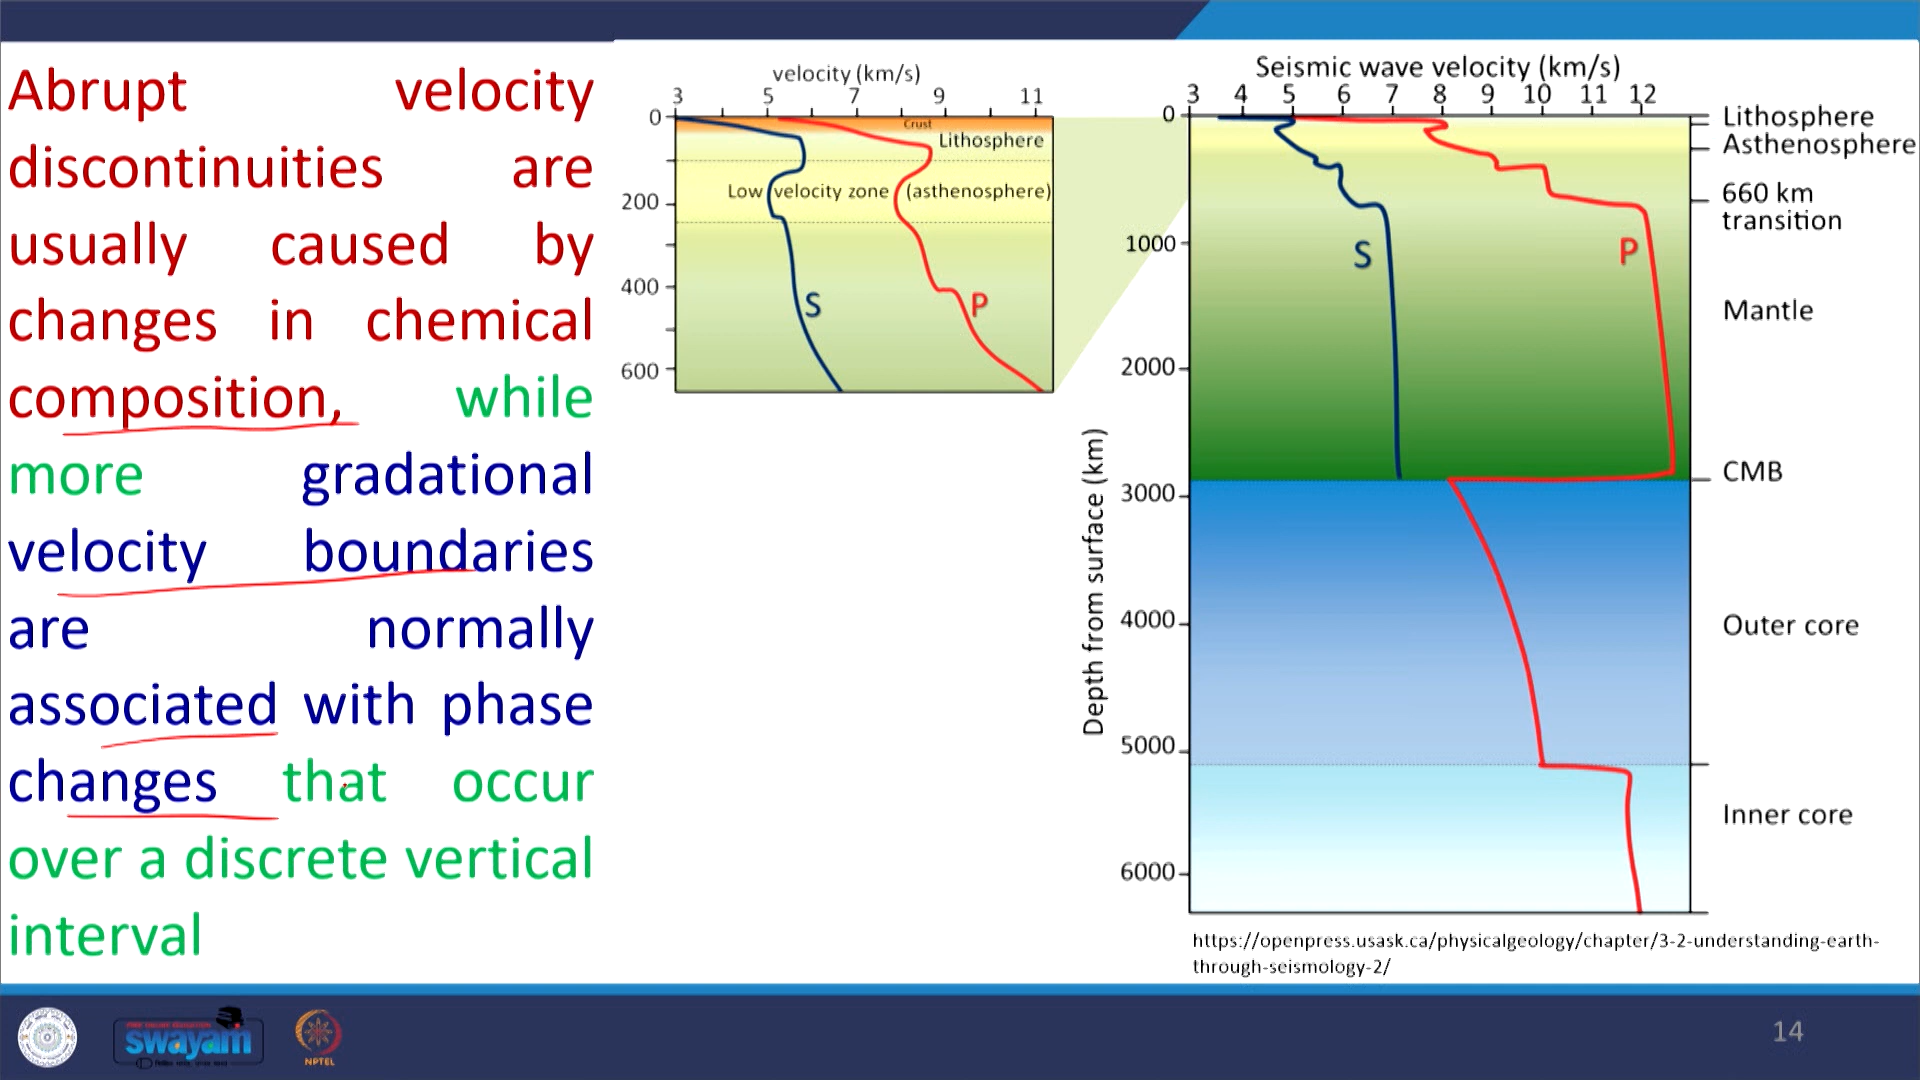 Abrupt velocity
discontinuities are
usually caused by
changes in chemical
composition, while
more gradational
velocity boundaries
are normally
associated with phase
changes that occur
over a discrete vertical
interval
velocity (km/s)
3 5 7 9 11
0
200
400
600
Crust
Lithosphere
Low velocity zone (asthenosphere)
S
P
Seismic wave velocity (km/s)
3 4 5 6 7 8 9 10 11 12
Depth from surface (km)
0
1000
2000
3000
4000
5000
6000
S
P
Lithosphere
Asthenosphere
660 km
transition
Mantle
CMB
Outer core
Inner core
https://openpress.usask.ca/physicalgeology/chapter/3-2-understanding-earth-
through-seismology-2/
swayam
NPTEL
14